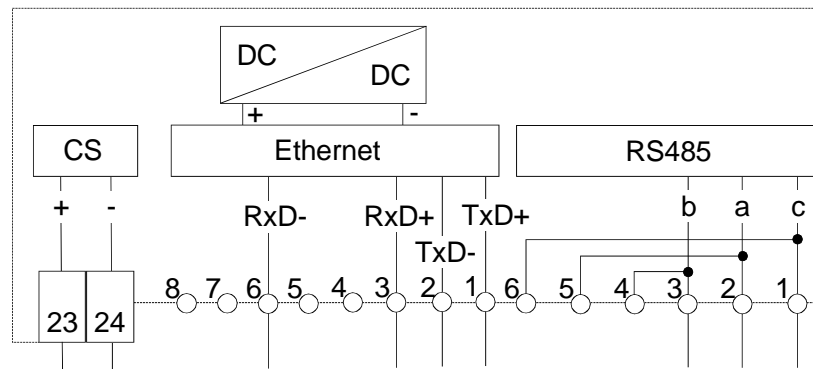 DC
DC
+ -
CS Ethernet RS485
+ - RxD- RxD+ TxD+ b a c
TxD-
8 7 6 5 4 3 2 1 6 5 4 3 2 1
23 24